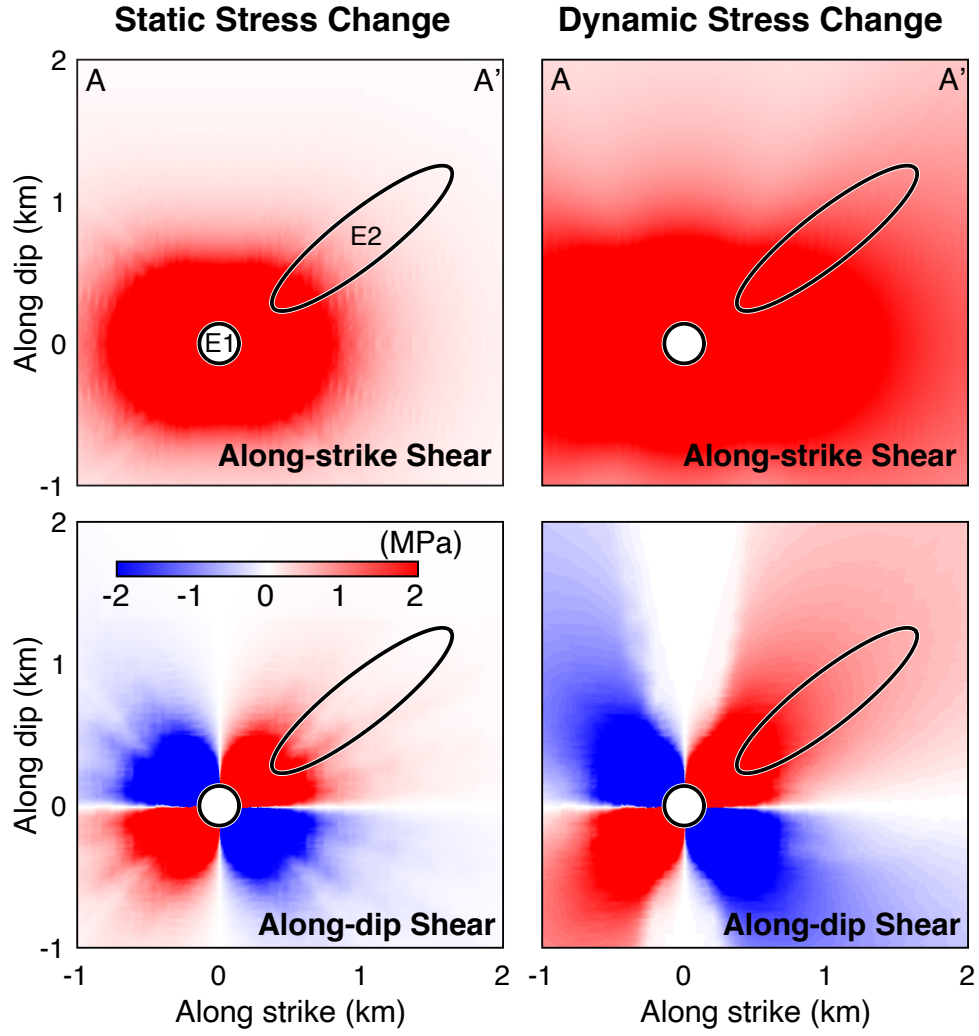 Static Stress Change
Dynamic Stress Change
2
A
A'
A
A'
1
E2
Along dip (km)
0
E1
Along-strike Shear
Along-strike Shear
-1
2
(MPa)
-2
-1
0
1
2
1
Along dip (km)
0
Along-dip Shear
Along-dip Shear
-1
-1
0
1
2
-1
0
1
2
Along strike (km)
Along strike (km)